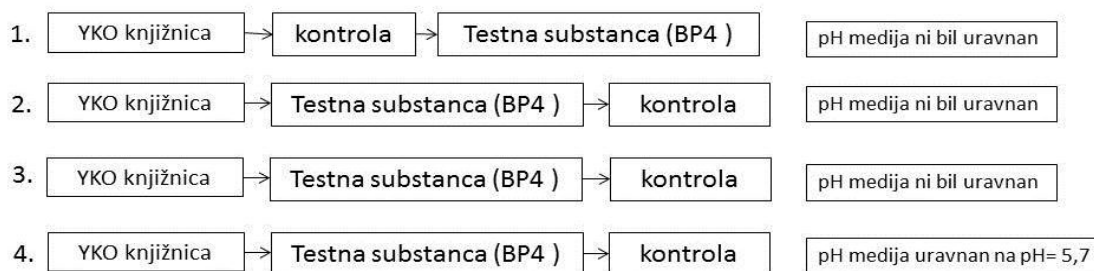 1. YKO knjižnica kontrola Testna substanca (BP4 ) pH medija ni bil uravnan
2. YKO knjižnica Testna substanca (BP4 ) kontrola pH medija ni bil uravnan
3. YKO knjižnica Testna substanca (BP4 ) kontrola pH medija ni bil uravnan
4. YKO knjižnica Testna substanca (BP4 ) kontrola pH medija uravnan na pH= 5,7